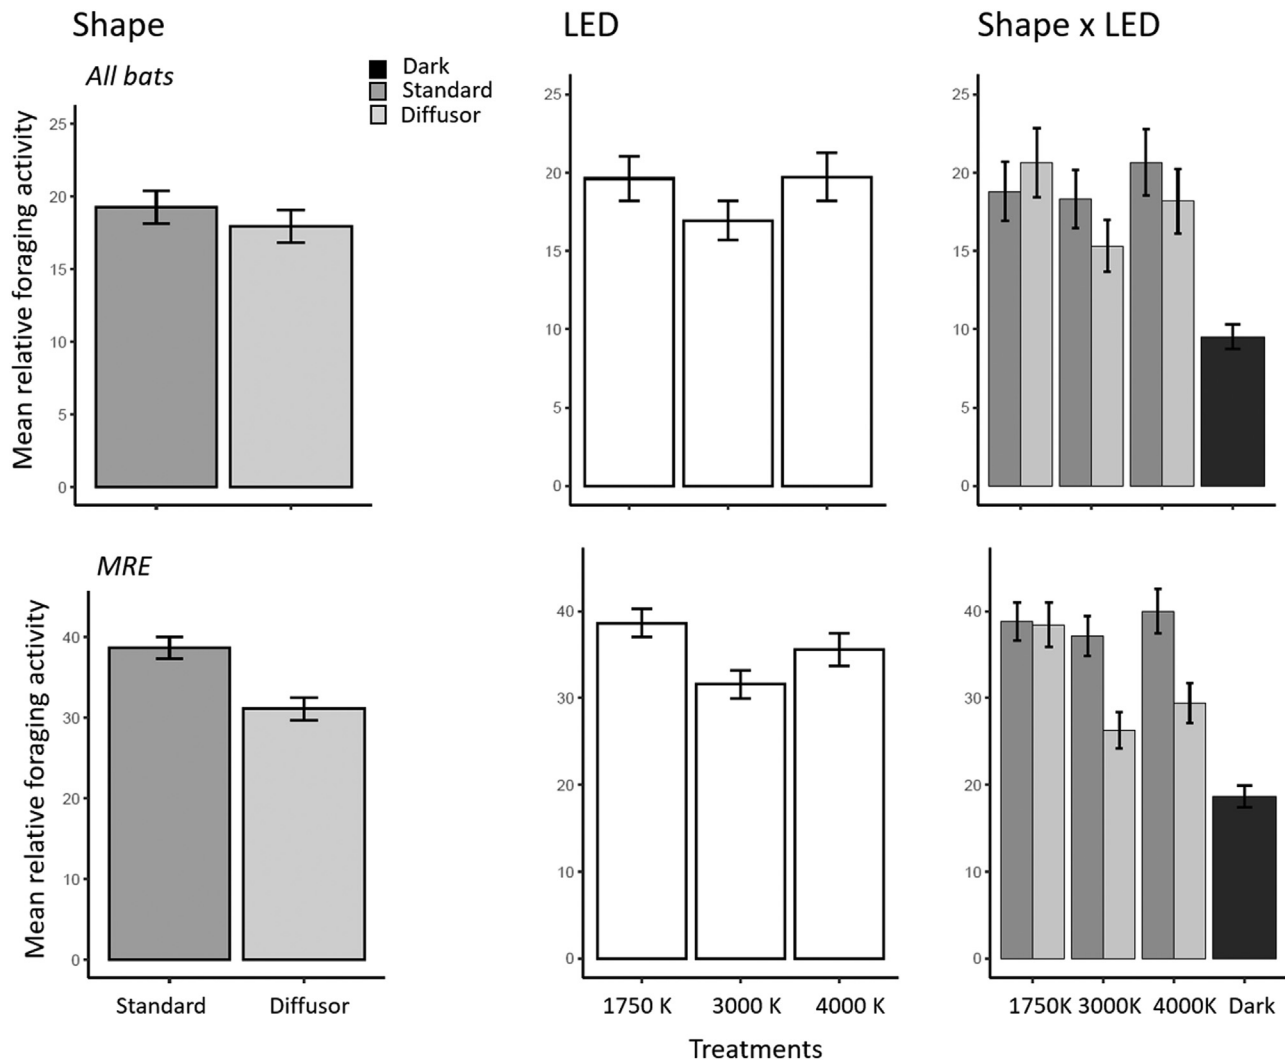 Shape
LED
Shape x LED
All bats
Dark
Standard
Diffusor
Mean relative foraging activity
25
20
15
10
5
0
25
20
15
10
5
0
25
20
15
10
5
0
MRE
Mean relative foraging activity
40
30
20
10
0
40
30
20
10
0
40
30
20
10
0
Standard Diffusor
1750 K 3000 K 4000 K
1750K 3000K 4000K Dark
Treatments